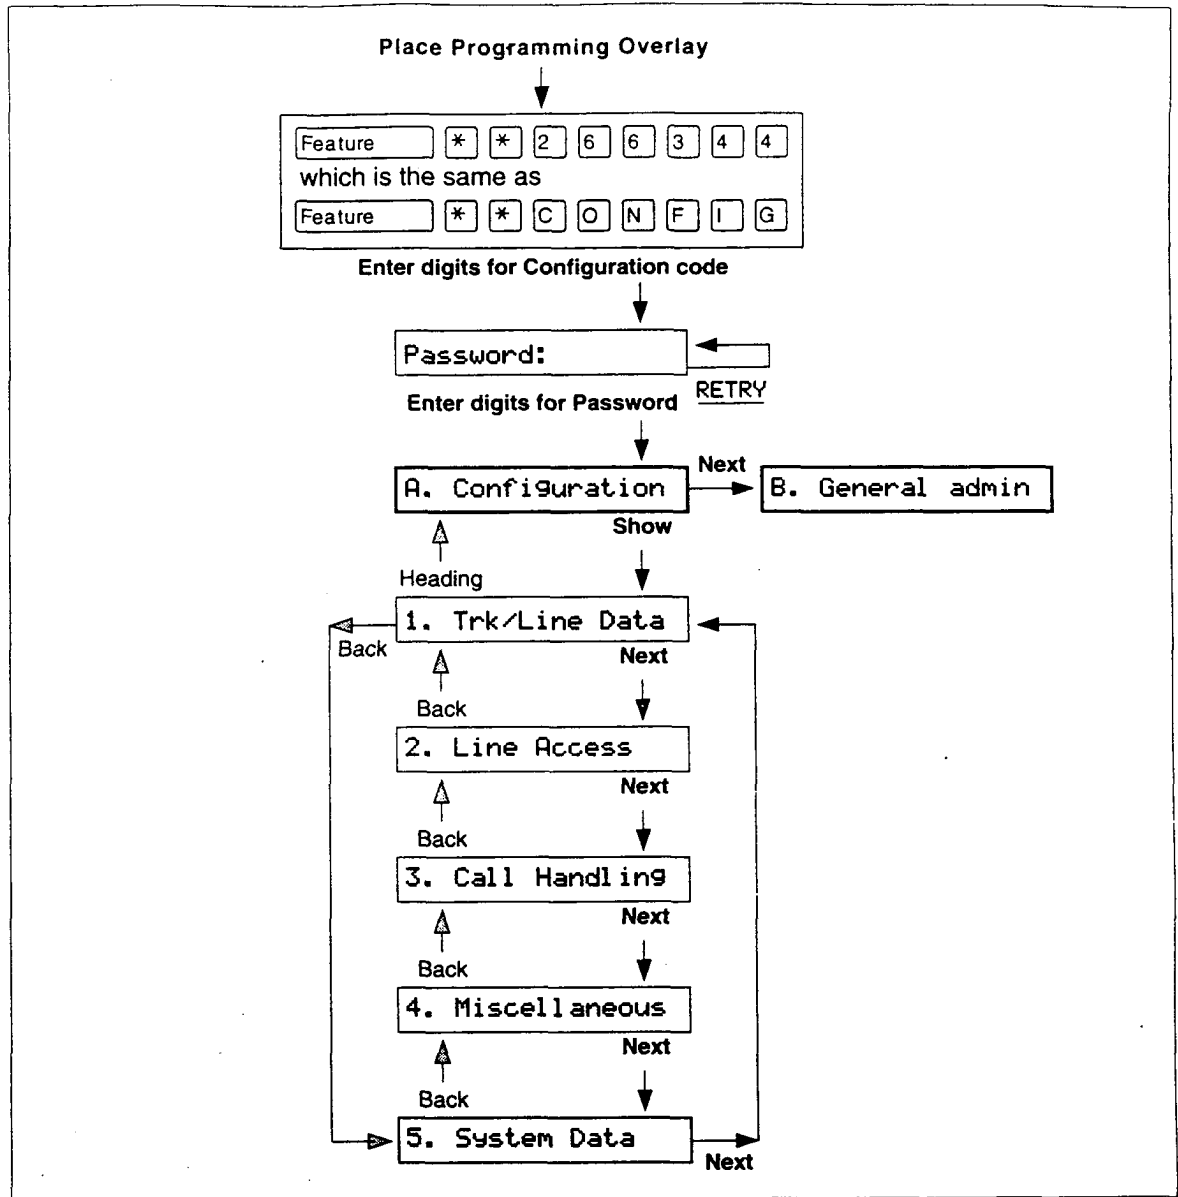 Place Programming Overlay
Feature * * 2 6 6 3 4 4
which is the same as
Feature * * C O N F I G
Enter digits for Configuration code
Password:
RETRY
Enter digits for Password
Next
A. Configuration
B. General admin
Show
Heading
1. Trk/Line Data
Back
Next
Back
2. Line Access
Next
Back
3. Call Handling
Next
Back
4. Miscellaneous
Next
Back
5. System Data
Next